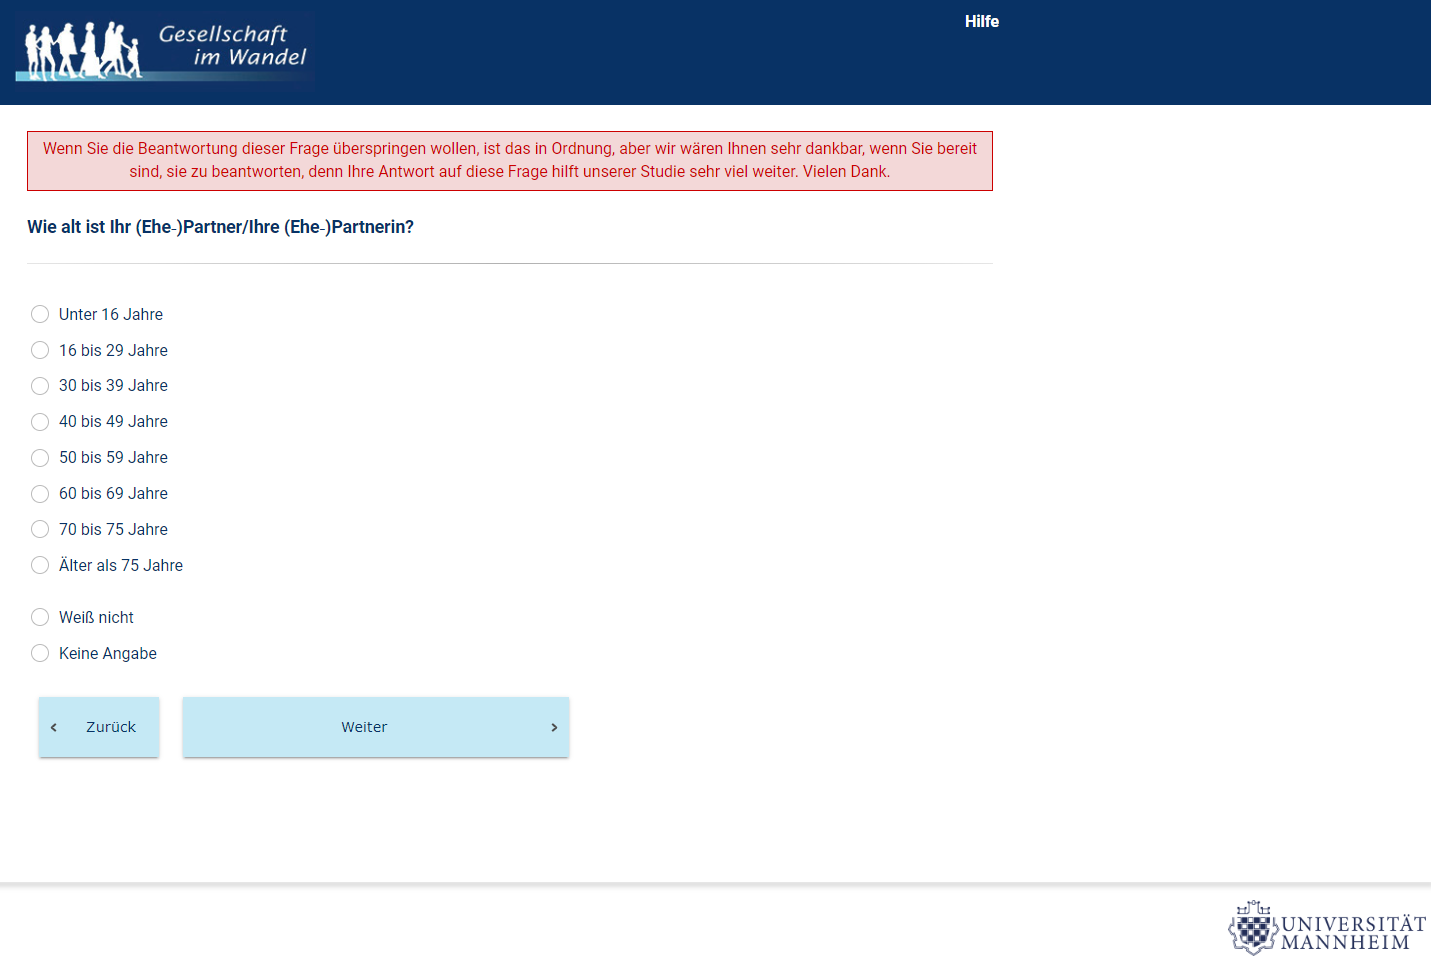 Gesellschaft
im Wandel
Hilfe
Wenn Sie die Beantwortung dieser Frage überspringen wollen, ist das in Ordnung, aber wir wären Ihnen sehr dankbar, wenn Sie bereit
sind, sie zu beantworten, denn Ihre Antwort auf diese Frage hilft unserer Studie sehr viel weiter. Vielen Dank.
Wie alt ist Ihr (Ehe-)Partner/Ihre (Ehe-)Partnerin?
Unter 16 Jahre
16 bis 29 Jahre
30 bis 39 Jahre
40 bis 49 Jahre
50 bis 59 Jahre
60 bis 69 Jahre
70 bis 75 Jahre
Älter als 75 Jahre
Weiß nicht
Keine Angabe
Zurück
Weiter
UNIVERSITÄT
MANNHEIM